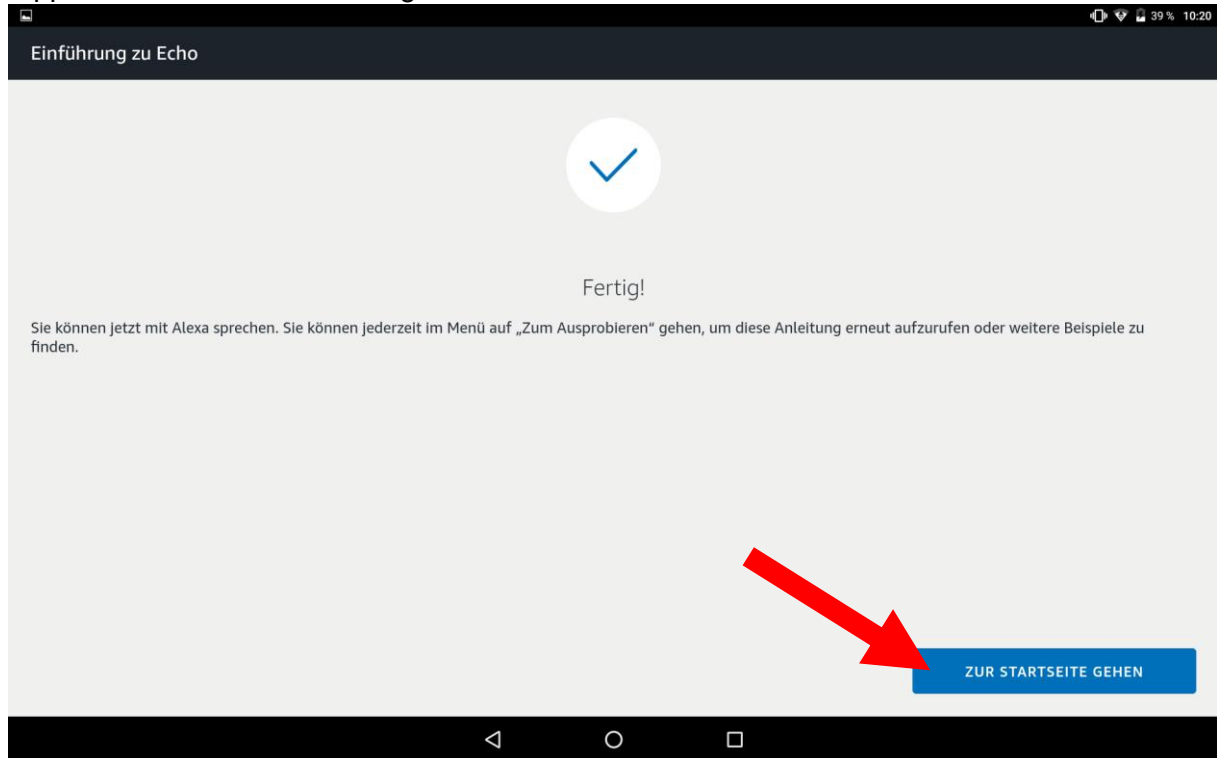 39 % 10:20
Einführung zu Echo
Fertig!
Sie können jetzt mit Alexa sprechen. Sie können jederzeit im Menü auf „Zum Ausprobieren“ gehen, um diese Anleitung erneut aufzurufen oder weitere Beispiele zu
finden.
ZUR STARTSEITE GEHEN